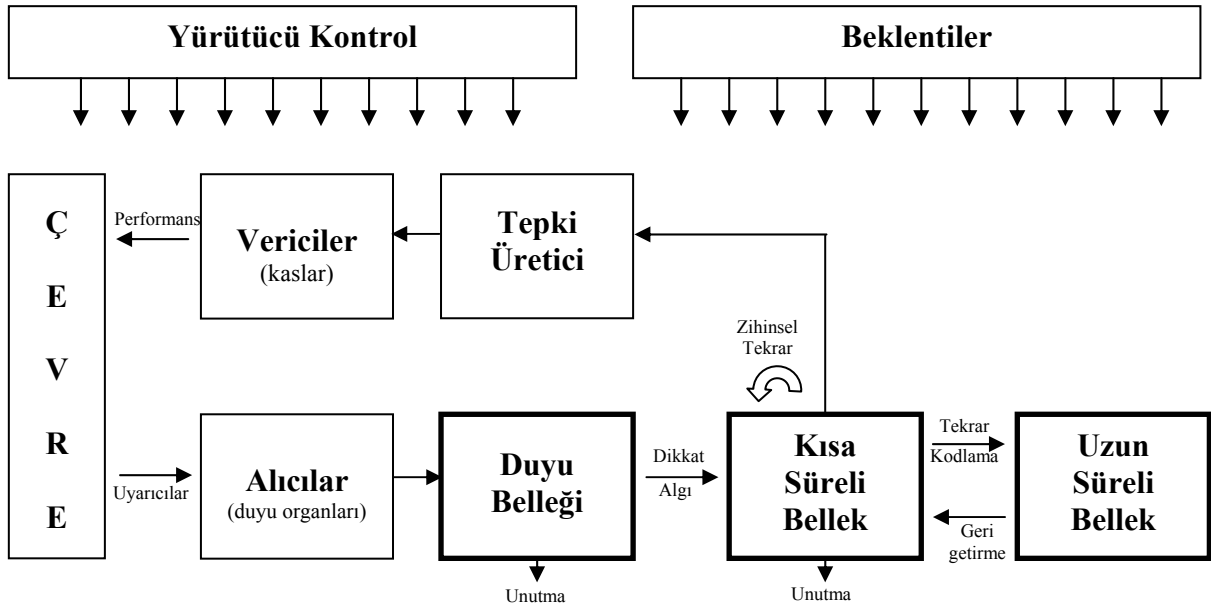 Yürütücü Kontrol
Beklentiler
Ç
E
V
R
E
Performans
Vericiler
(kaslar)
Tepki
Üretici
Zihinsel
Tekrar
Uyarıcılar
Alıcılar
(duyu organları)
Duyu
Belleği
Dikkat
Algı
Kısa
Süreli
Bellek
Tekrar
Kodlama
Geri
getirme
Uzun
Süreli
Bellek
Unutma
Unutma